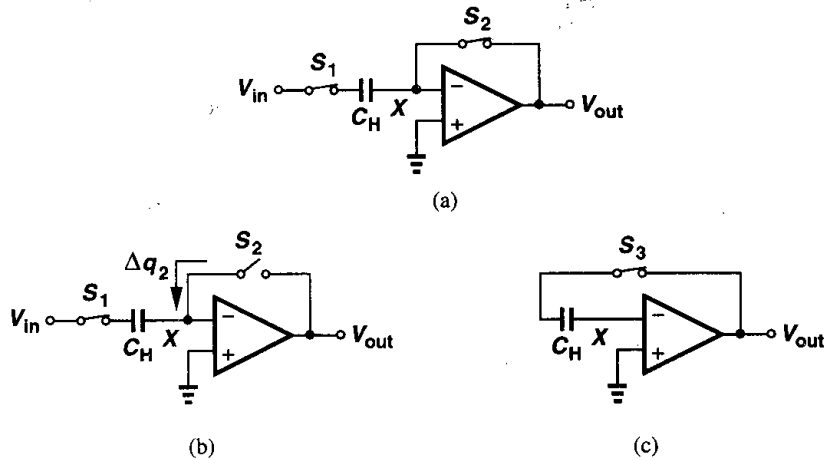 S2
S1
Vin
CH
X
−
+
Vout
(a)
Δq2
S2
S1
Vin
CH
X
−
+
Vout
(b)
S3
CH
X
−
+
Vout
(c)